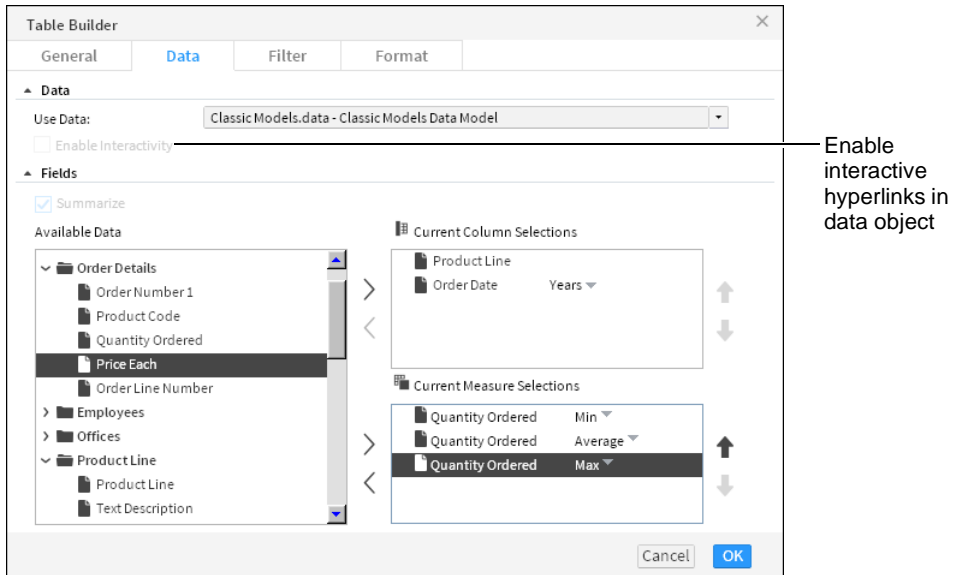 Table Builder
General Data Filter Format
Data
Use Data: Classic Models.data - Classic Models Data Model
Enable Interactivity
Enable
interactive
hyperlinks in
data object
Fields
Summarize
Available Data
Order Details
Order Number 1
Product Code
Quantity Ordered
Price Each
Order Line Number
Employees
Offices
Product Line
Product Line
Text Description
Current Column Selections
Product Line
Order Date Years
Current Measure Selections
Quantity Ordered Min
Quantity Ordered Average
Quantity Ordered Max
Cancel OK